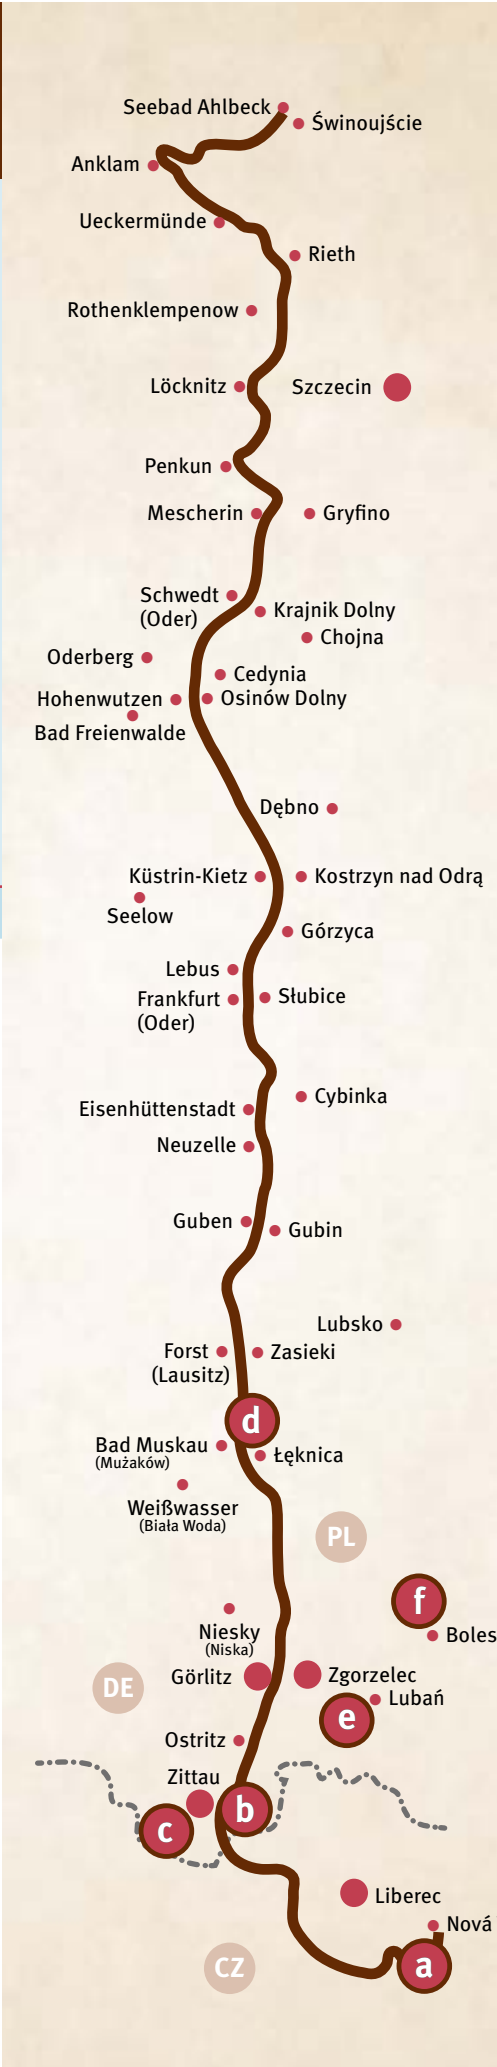 Seebad Ahlbeck
Świnoujście
Anklam
Ueckermünde
Rieth
Rothenklempenow
Löcknitz
Szczecin
Penkun
Mescherin
Gryfino
Schwedt
(Oder)
Krajnik Dolny
Chojna
Oderberg
Cedynia
Hohenwutzen
Osinów Dolny
Bad Freienwalde
Dębno
Küstrin-Kietz
Kostrzyn nad Odrą
Seelow
Górzyca
Lebus
Frankfurt
(Oder)
Słubice
Cybinka
Eisenhüttenstadt
Neuzelle
Guben
Gubin
Lubsko
Forst
(Lausitz)
Zasieki
d
Bad Muskau
(Mużaków)
Łęknica
Weißwasser
(Biała Woda)
PL
f
Boles
Niesky
(Niska)
Görlitz
Zgorzelec
DE
Lubań
e
Ostritz
Zittau
b
c
Liberec
Nová
CZ
a